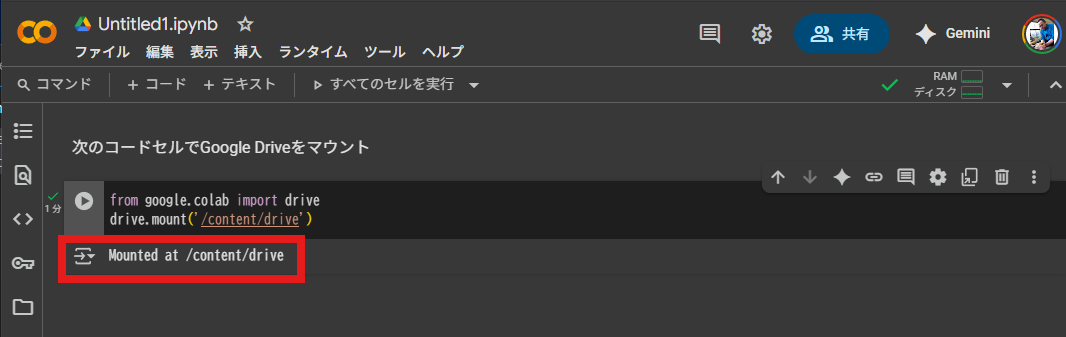 Untitled1.ipynb
ファイル 編集 表示 挿入 ランタイム ツール ヘルプ
共有
Gemini
コマンド + コード + テキスト すべてのセルを実行
RAM
ディスク
次のコードセルでGoogle Driveをマウント
1 分
from google.colab import drive
drive.mount('/content/drive')
Mounted at /content/drive